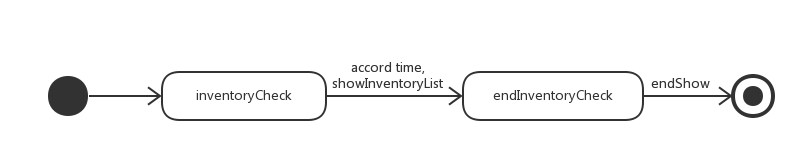 inventoryCheck
accord time,
showInventoryList
endInventoryCheck
endShow